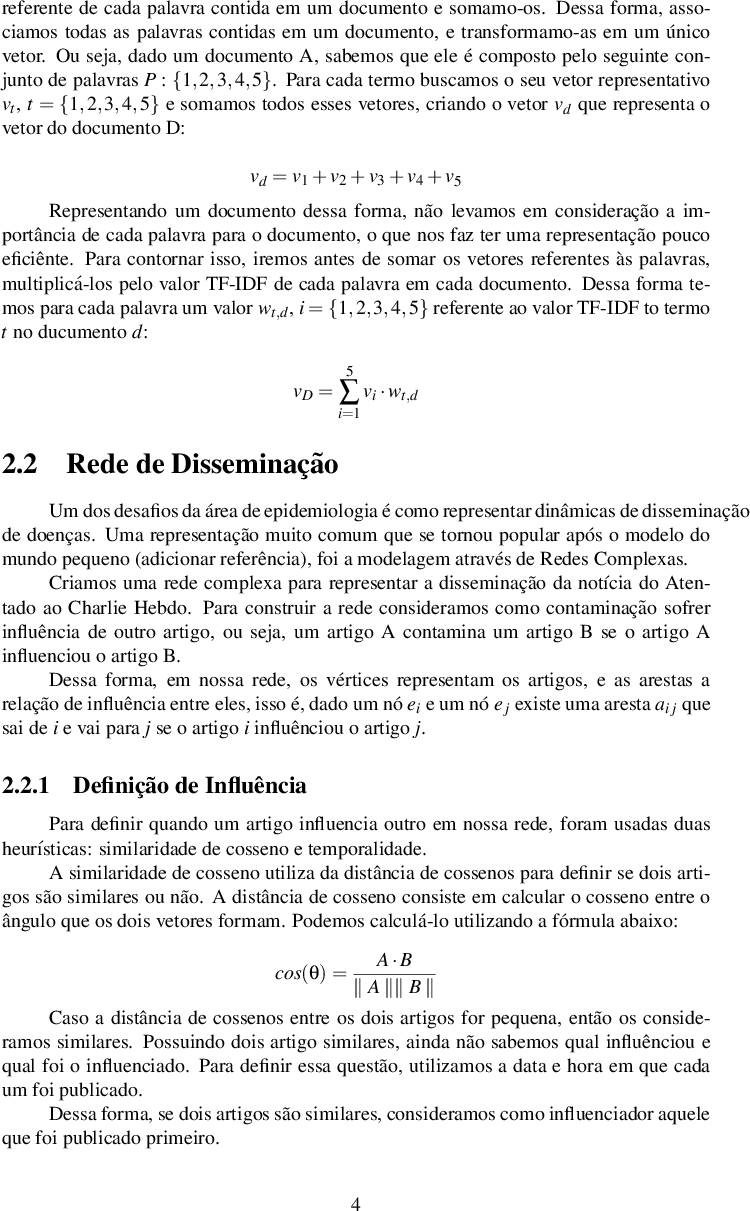 referente de cada palavra contida em um documento e somamo-os. Dessa forma, asso-
ciamos todas as palavras contidas em um documento, e transformamo-as em um único
vetor. Ou seja, dado um documento A, sabemos que ele é composto pelo seguinte con-
junto de palavras P : {1,2,3,4,5}. Para cada termo buscamos o seu vetor representativo
v_t, t = {1,2,3,4,5} e somamos todos esses vetores, criando o vetor v_d que representa o
vetor do documento D:
v_d = v_1 + v_2 + v_3 + v_4 + v_5
Representando um documento dessa forma, não levamos em consideração a im-
portância de cada palavra para o documento, o que nos faz ter uma representação pouco
eficiênte. Para contornar isso, iremos antes de somar os vetores referentes às palavras,
multiplicá-los pelo valor TF-IDF de cada palavra em cada documento. Dessa forma te-
mos para cada palavra um valor w_{t,d}, i = {1,2,3,4,5} referente ao valor TF-IDF to termo
t no ducumento d:
v_D = \sum_{i=1}^{5} v_i · w_{t,d}
2.2 Rede de Disseminação
Um dos desafios da área de epidemiologia é como representar dinâmicas de disseminação
de doenças. Uma representação muito comum que se tornou popular após o modelo do
mundo pequeno (adicionar referência), foi a modelagem através de Redes Complexas.
Criamos uma rede complexa para representar a disseminação da notícia do Aten-
tado ao Charlie Hebdo. Para construir a rede consideramos como contaminação sofrer
influência de outro artigo, ou seja, um artigo A contamina um artigo B se o artigo A
influenciou o artigo B.
Dessa forma, em nossa rede, os vértices representam os artigos, e as arestas a
relação de influência entre eles, isso é, dado um nó e_i e um nó e_j existe uma aresta a_{ij} que
sai de i e vai para j se o artigo i influênciou o artigo j.
2.2.1 Definição de Influência
Para definir quando um artigo influencia outro em nossa rede, foram usadas duas
heurísticas: similaridade de cosseno e temporalidade.
A similaridade de cosseno utiliza da distância de cossenos para definir se dois arti-
gos são similares ou não. A distância de cosseno consiste em calcular o cosseno entre o
ângulo que os dois vetores formam. Podemos calculá-lo utilizando a fórmula abaixo:
cos(θ) = \frac{A · B}{‖ A ‖‖ B ‖}
Caso a distância de cossenos entre os dois artigos for pequena, então os conside-
ramos similares. Possuindo dois artigo similares, ainda não sabemos qual influênciou e
qual foi o influenciado. Para definir essa questão, utilizamos a data e hora em que cada
um foi publicado.
Dessa forma, se dois artigos são similares, consideramos como influenciador aquele
que foi publicado primeiro.
4